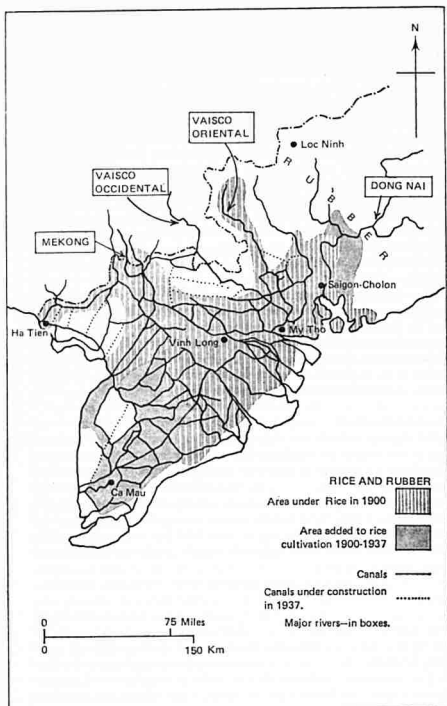 N
VAISCO
ORIENTAL
Loc Ninh
VAISCO
OCCIDENTAL
RUBBER
DONG NAI
MEKONG
Saigon-Cholon
Ha Tien
My Tho
Vinh Long
Ca Mau
RICE AND RUBBER
Area under Rice in 1900
Area added to rice
cultivation 1900-1937
Canals
Canals under construction
in 1937.
Major rivers—in boxes.
0 75 Miles
0 150 Km